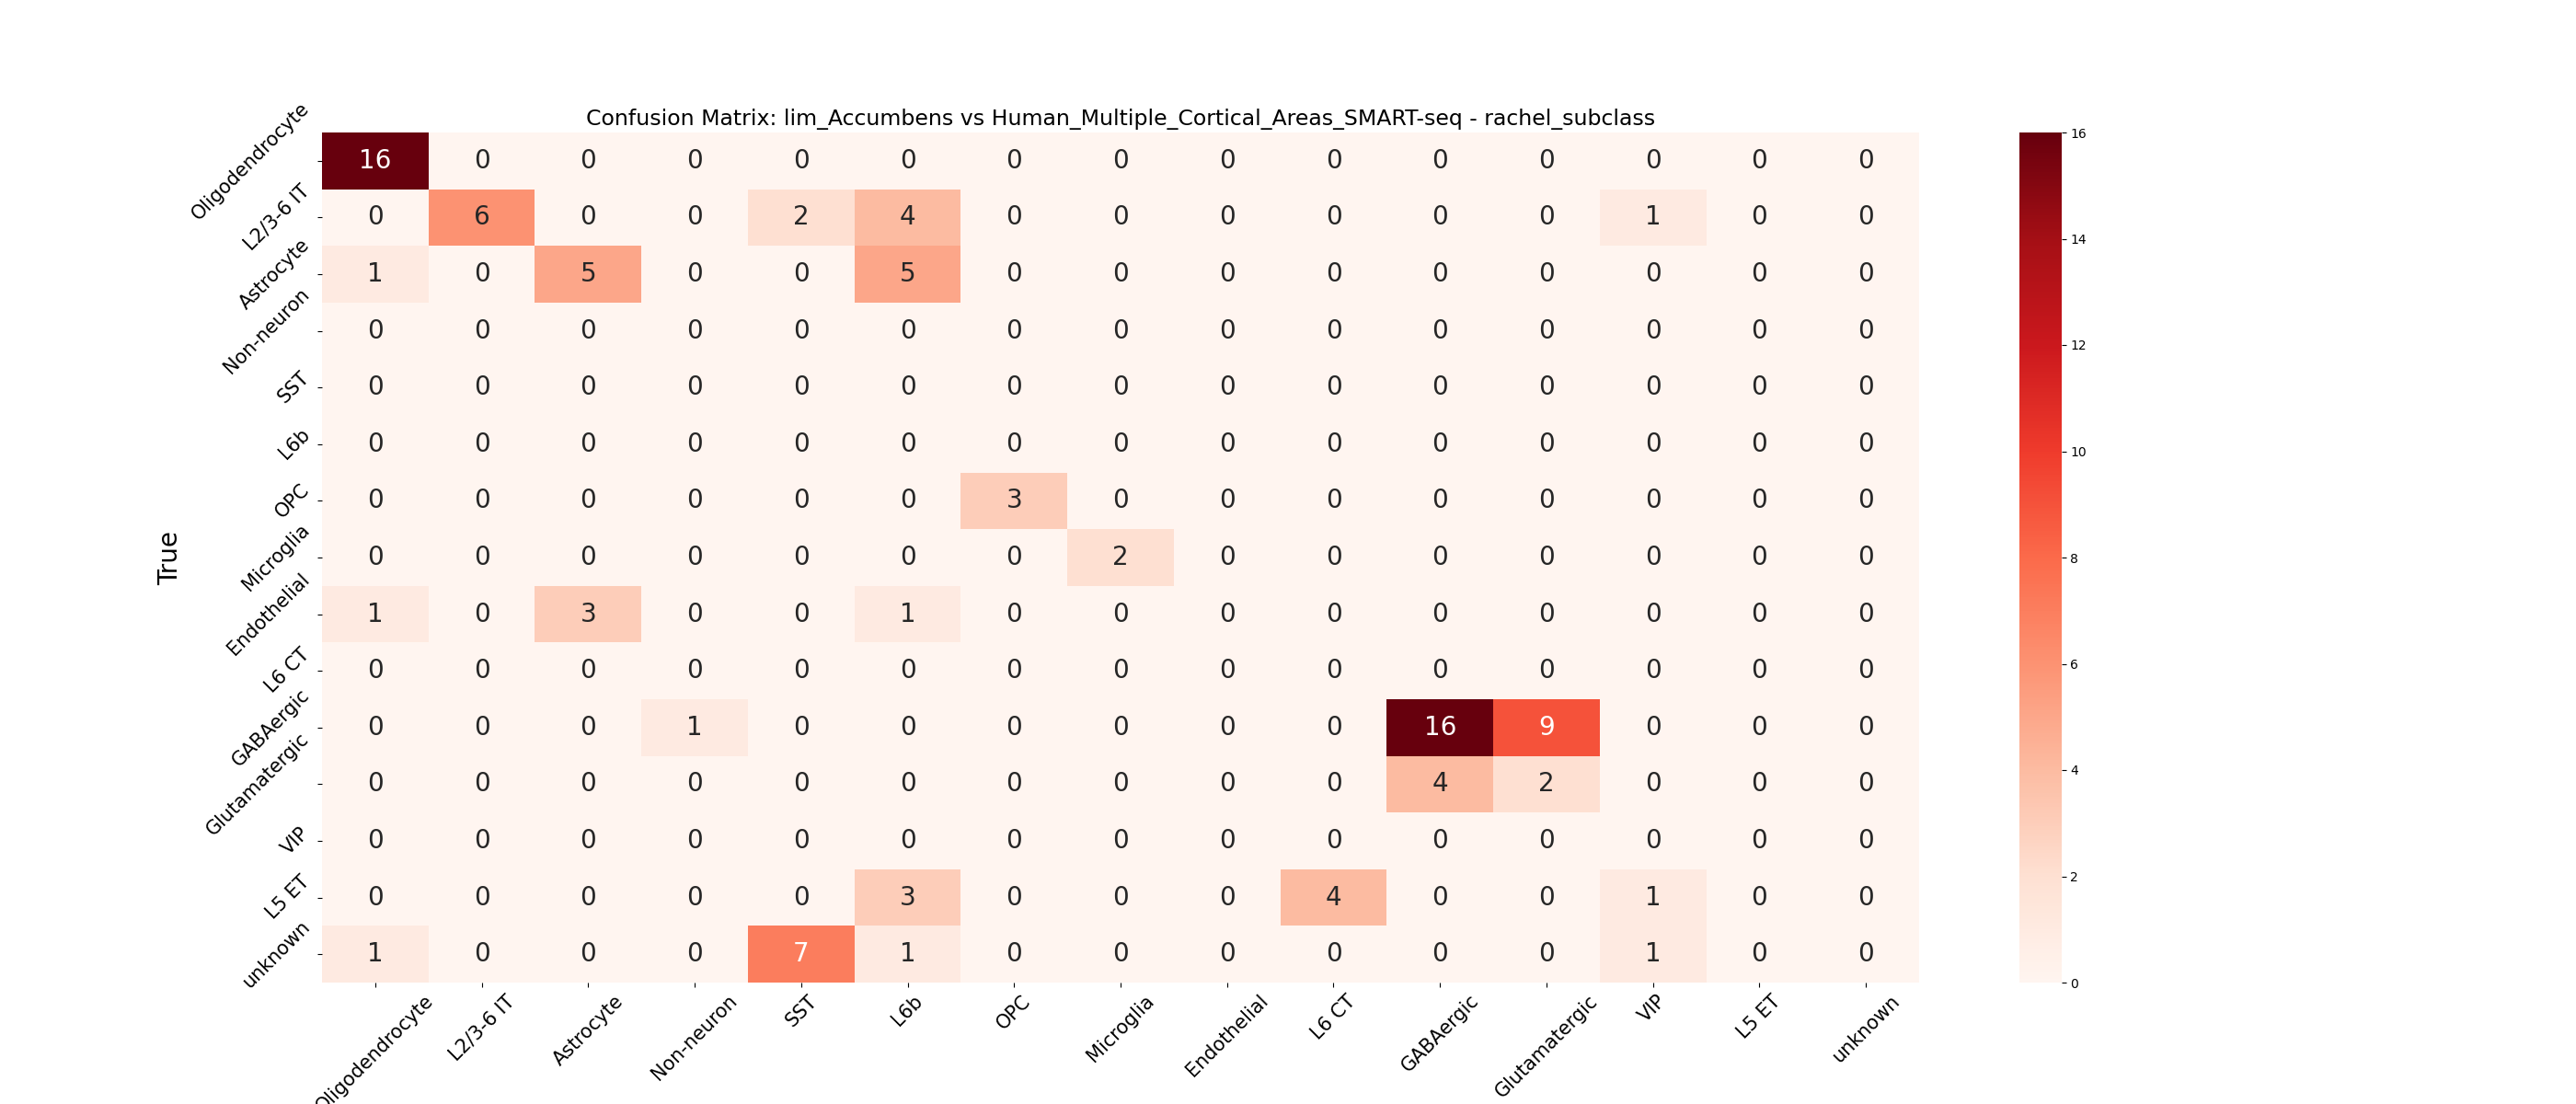 Confusion Matrix: lim_Accumbens vs Human_Multiple_Cortical_Areas_SMART-seq - rachel_subclass
True
Oligodendrocyte 16 0 0 0 0 0 0 0 0 0 0 0 0 0 0
L2/3-6 IT 0 6 0 0 2 4 0 0 0 0 0 0 1 0 0
Astrocyte 1 0 5 0 0 5 0 0 0 0 0 0 0 0 0
Non-neuron 0 0 0 0 0 0 0 0 0 0 0 0 0 0 0
SST 0 0 0 0 0 0 0 0 0 0 0 0 0 0 0
L6b 0 0 0 0 0 0 0 0 0 0 0 0 0 0 0
OPC 0 0 0 0 0 0 3 0 0 0 0 0 0 0 0
Microglia 0 0 0 0 0 0 0 2 0 0 0 0 0 0 0
Endothelial 1 0 3 0 0 1 0 0 0 0 0 0 0 0 0
L6 CT 0 0 0 0 0 0 0 0 0 0 0 0 0 0 0
GABAergic 0 0 0 1 0 0 0 0 0 0 16 9 0 0 0
Glutamatergic 0 0 0 0 0 0 0 0 0 0 4 2 0 0 0
VIP 0 0 0 0 0 0 0 0 0 0 0 0 0 0 0
L5 ET 0 0 0 0 0 3 0 0 0 4 0 0 1 0 0
unknown 1 0 0 0 7 1 0 0 0 0 0 0 1 0 0
Oligodendrocyte L2/3-6 IT Astrocyte Non-neuron SST L6b OPC Microglia Endothelial L6 CT GABAergic Glutamatergic VIP L5 ET unknown
16
14
12
10
8
6
4
2
0